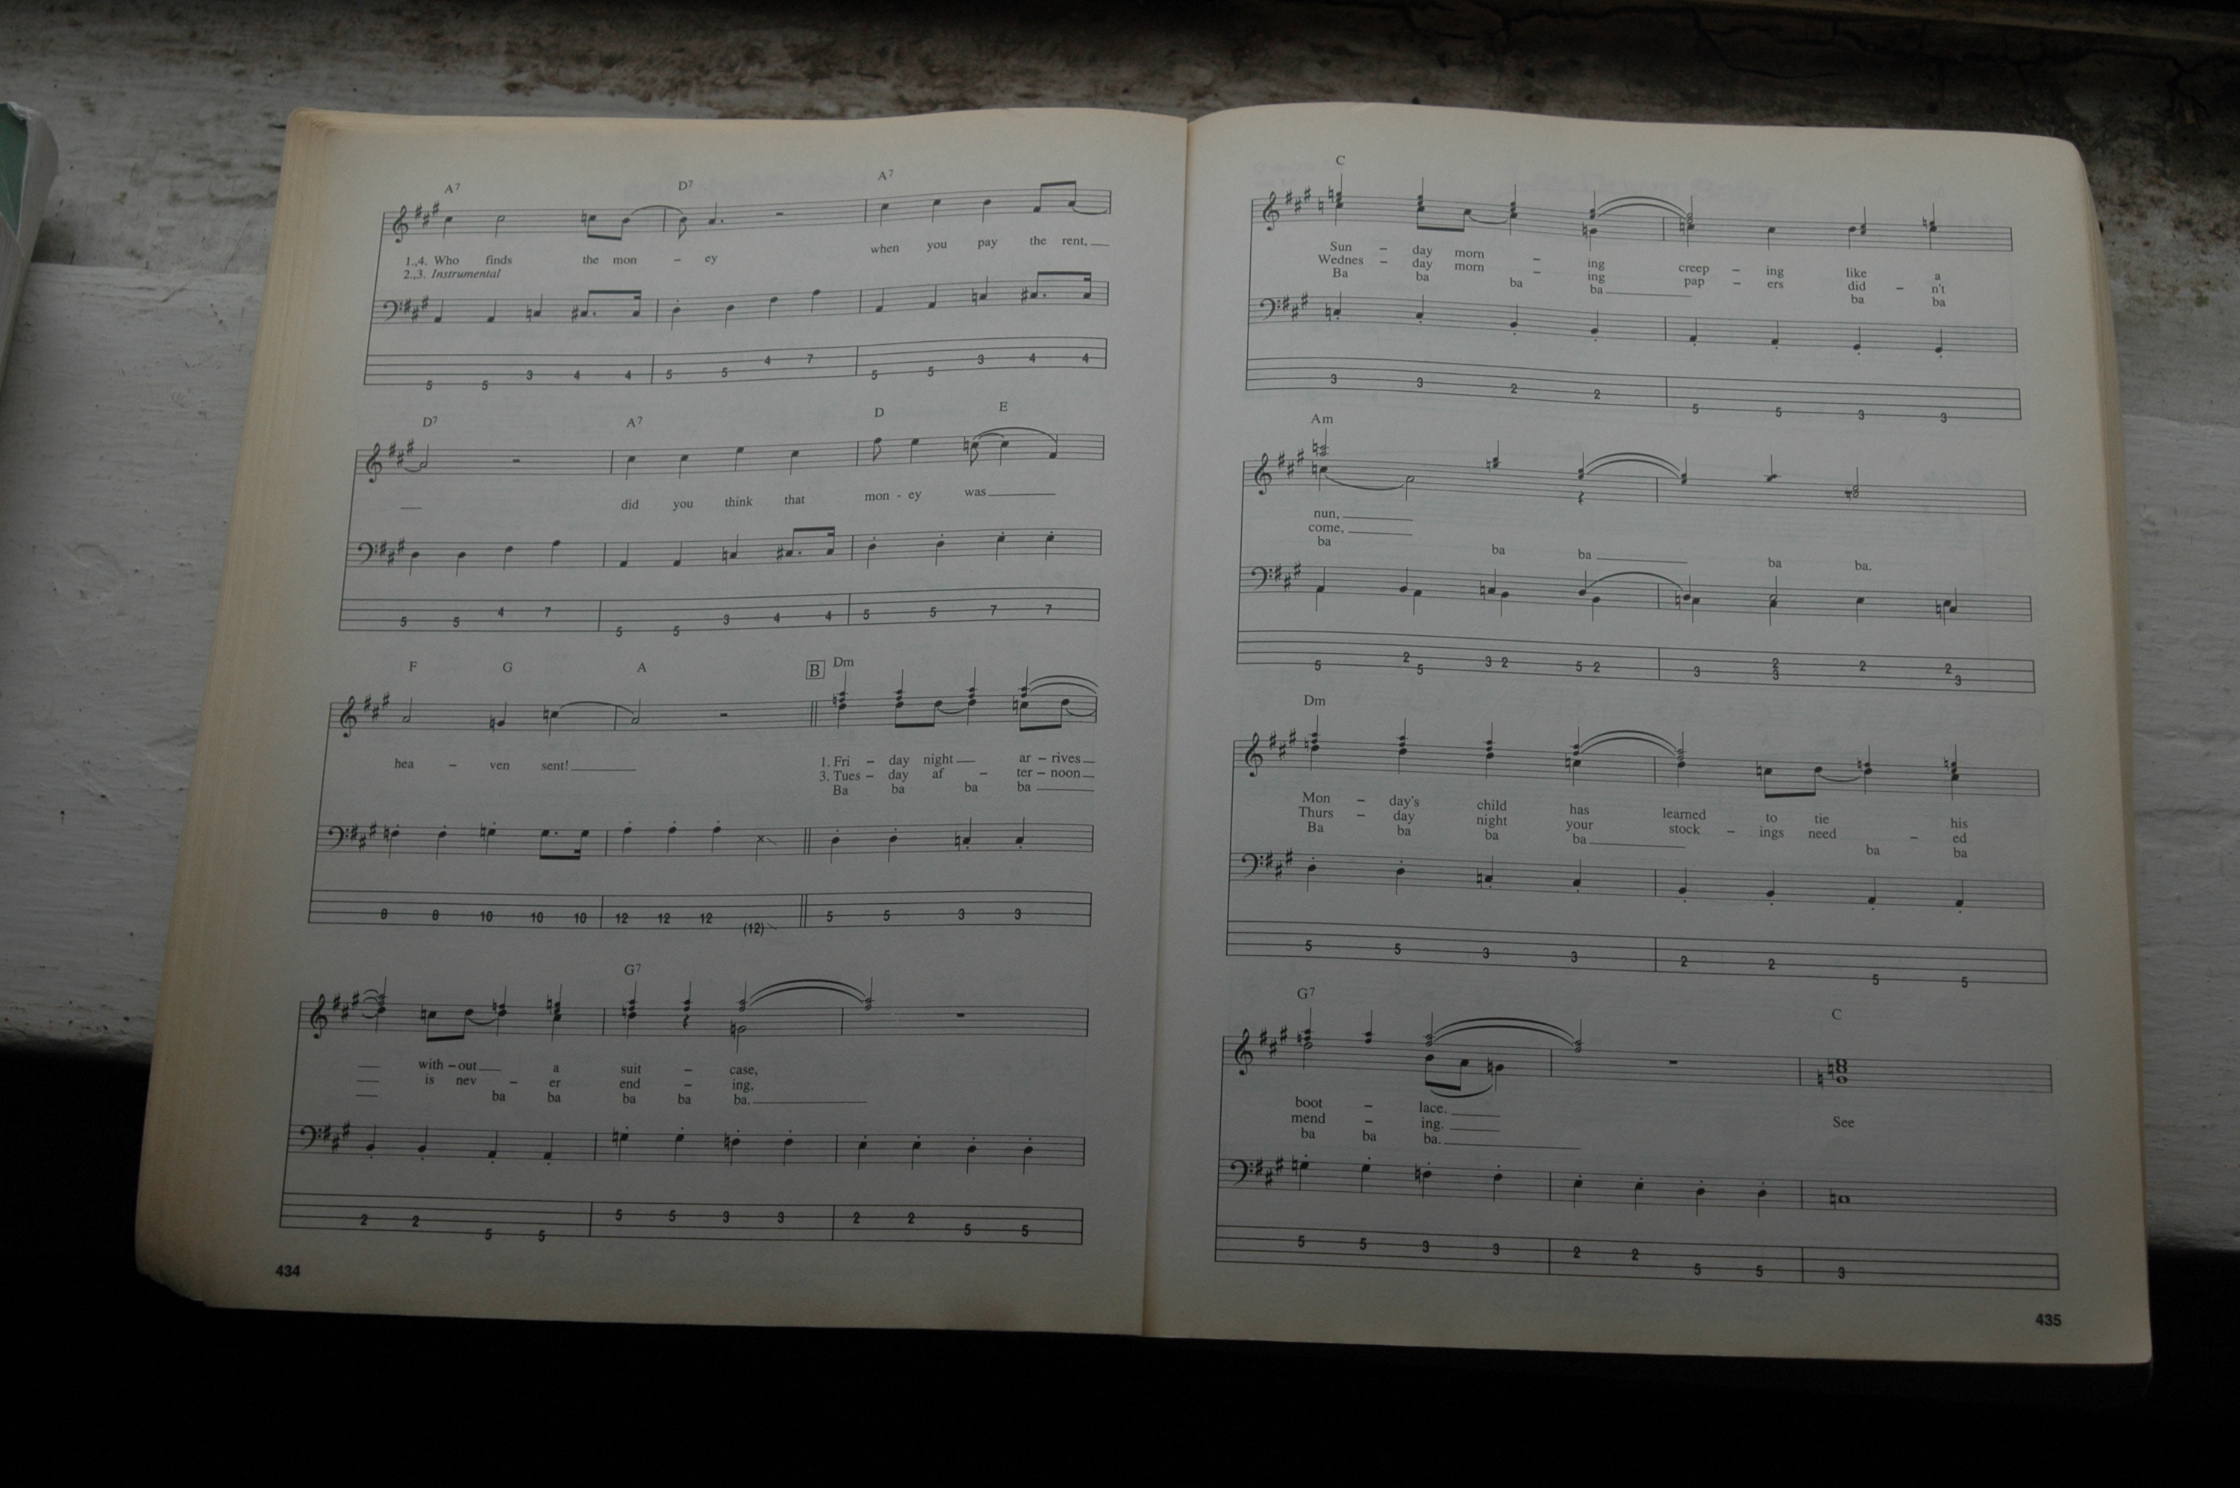 A7 D7 A7
1.,4. Who finds the mon - ey when you pay the rent,
2.,3. Instrumental
5 5 3 4 4 5 5 4 7 5 5 3 4 4
D7 A7 D E
did you think that mon - ey was
5 5 4 7 5 5 3 4 4 5 5 7 7
F G A B Dm
hea - ven sent! 1. Fri - day night ar - rives
3. Tues - day af - ter - noon
Ba ba ba ba
8 8 10 10 10 12 12 12 (12) 5 5 3 3
G7
with - out a suit - case,
is nev - er end - ing,
ba ba ba ba ba.
2 2 5 5 5 5 3 3 2 2 5 5
434
C
Sun - day morn - ing creep - ing like a
Wednes - day morn - ing pap - ers did - n't
Ba ba ba ba ba ba
3 3 2 2 5 5 3 3
Am
nun,
come,
ba ba ba ba ba.
5 2 5 3 2 5 2 3 2 3 2 2 3
Dm
Mon - day's child has learned to tie his
Thurs - day night your stock - ings need - ed
Ba ba ba ba ba ba
5 5 3 3 2 2 5 5
G7 C
boot - lace. See
mend - ing.
ba ba ba.
5 5 3 3 2 2 5 5 3
435